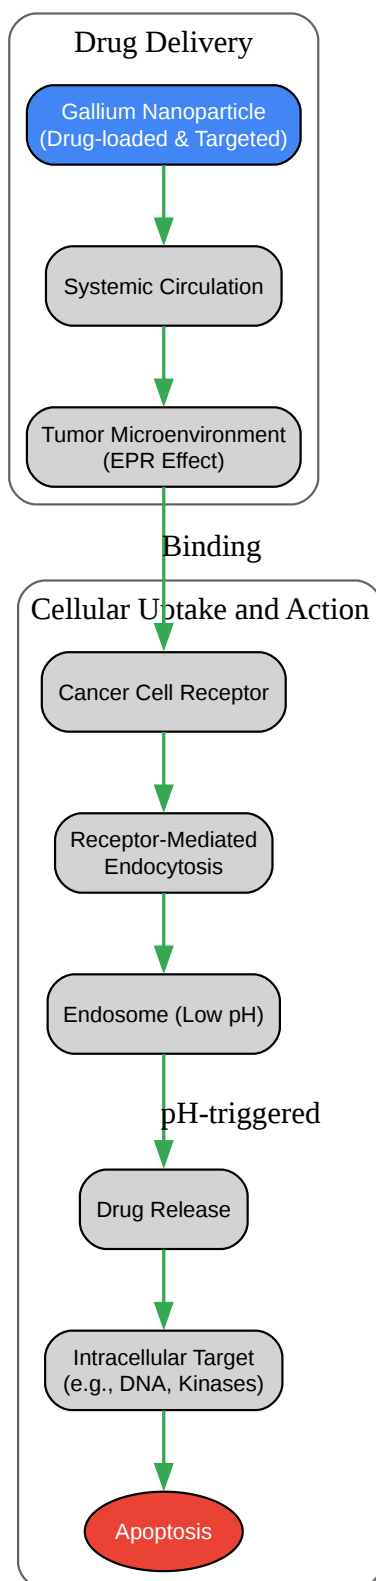 Drug Delivery
Gallium Nanoparticle
(Drug-loaded & Targeted)
Systemic Circulation
Tumor Microenvironment
(EPR Effect)
Binding
Cellular Uptake and Action
Cancer Cell Receptor
Receptor-Mediated
Endocytosis
Endosome (Low pH)
pH-triggered
Drug Release
Intracellular Target
(e.g., DNA, Kinases)
Apoptosis